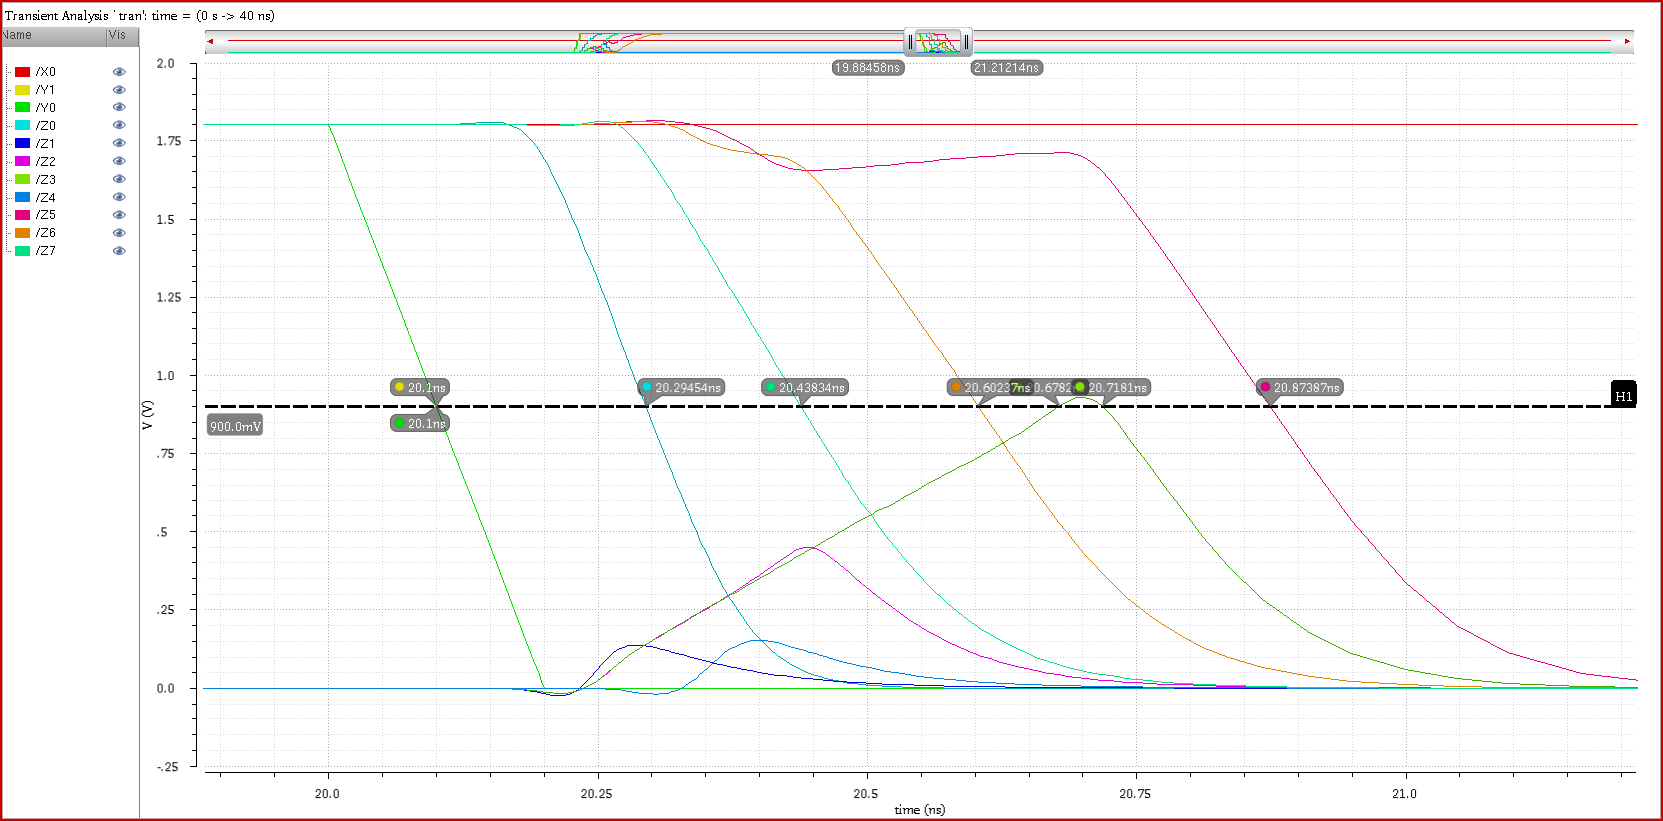 Transient Analysis `tran': time = (0 s -> 40 ns)
Name Vis
/X0
/Y1
/Y0
/Z0
/Z1
/Z2
/Z3
/Z4
/Z5
/Z6
/Z7
19.88458ns 21.21214ns
2.0
1.75
1.5
1.25
1.0
.75
.5
.25
0.0
-.25
V (V)
20.1ns 20.29454ns 20.43834ns 20.60237ns 0.6782 20.7181ns 20.87387ns
H1
900.0mV 20.1ns
20.0 20.25 20.5 20.75 21.0
time (ns)